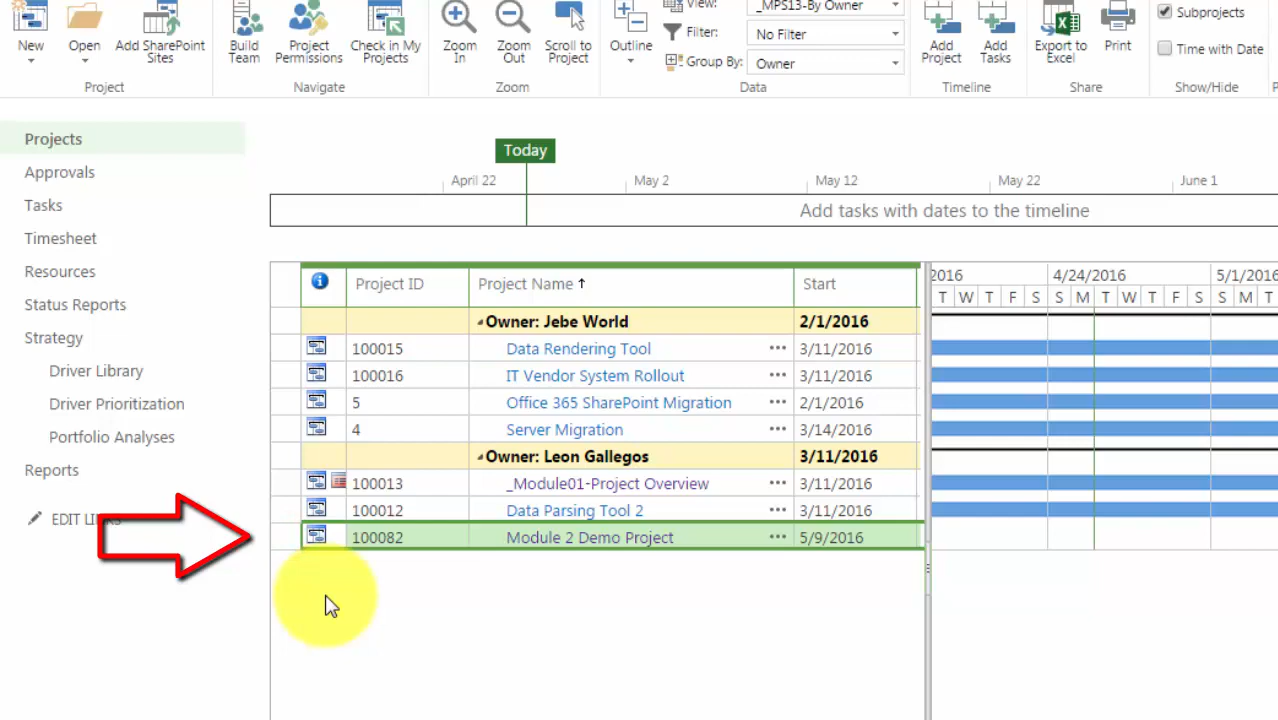 New
Open
Add SharePoint
Sites
Build
Team
Project
Permissions
Check in My
Projects
Zoom
In
Zoom
Out
Scroll to
Project
Outline
View: _MPS13-By Owner
Filter: No Filter
Group By: Owner
Add
Project
Add
Tasks
Export to
Excel
Print
Subprojects
Time with Date
Project
Navigate
Zoom
Data
Timeline
Share
Show/Hide
Projects
Approvals
Tasks
Timesheet
Resources
Status Reports
Strategy
Driver Library
Driver Prioritization
Portfolio Analyses
Reports
EDIT LINKS
Today
April 22 May 2 May 12 May 22 June 1
Add tasks with dates to the timeline
Project ID Project Name Start
2016 4/24/2016 5/1/2016
T W T F S S M T W T F S S M T
Owner: Jebe World 2/1/2016
100015 Data Rendering Tool ••• 3/11/2016
100016 IT Vendor System Rollout ••• 3/11/2016
5 Office 365 SharePoint Migration ••• 2/1/2016
4 Server Migration ••• 3/14/2016
Owner: Leon Gallegos 3/11/2016
100013 _Module01-Project Overview ••• 3/11/2016
100012 Data Parsing Tool 2 ••• 3/11/2016
100082 Module 2 Demo Project ••• 5/9/2016